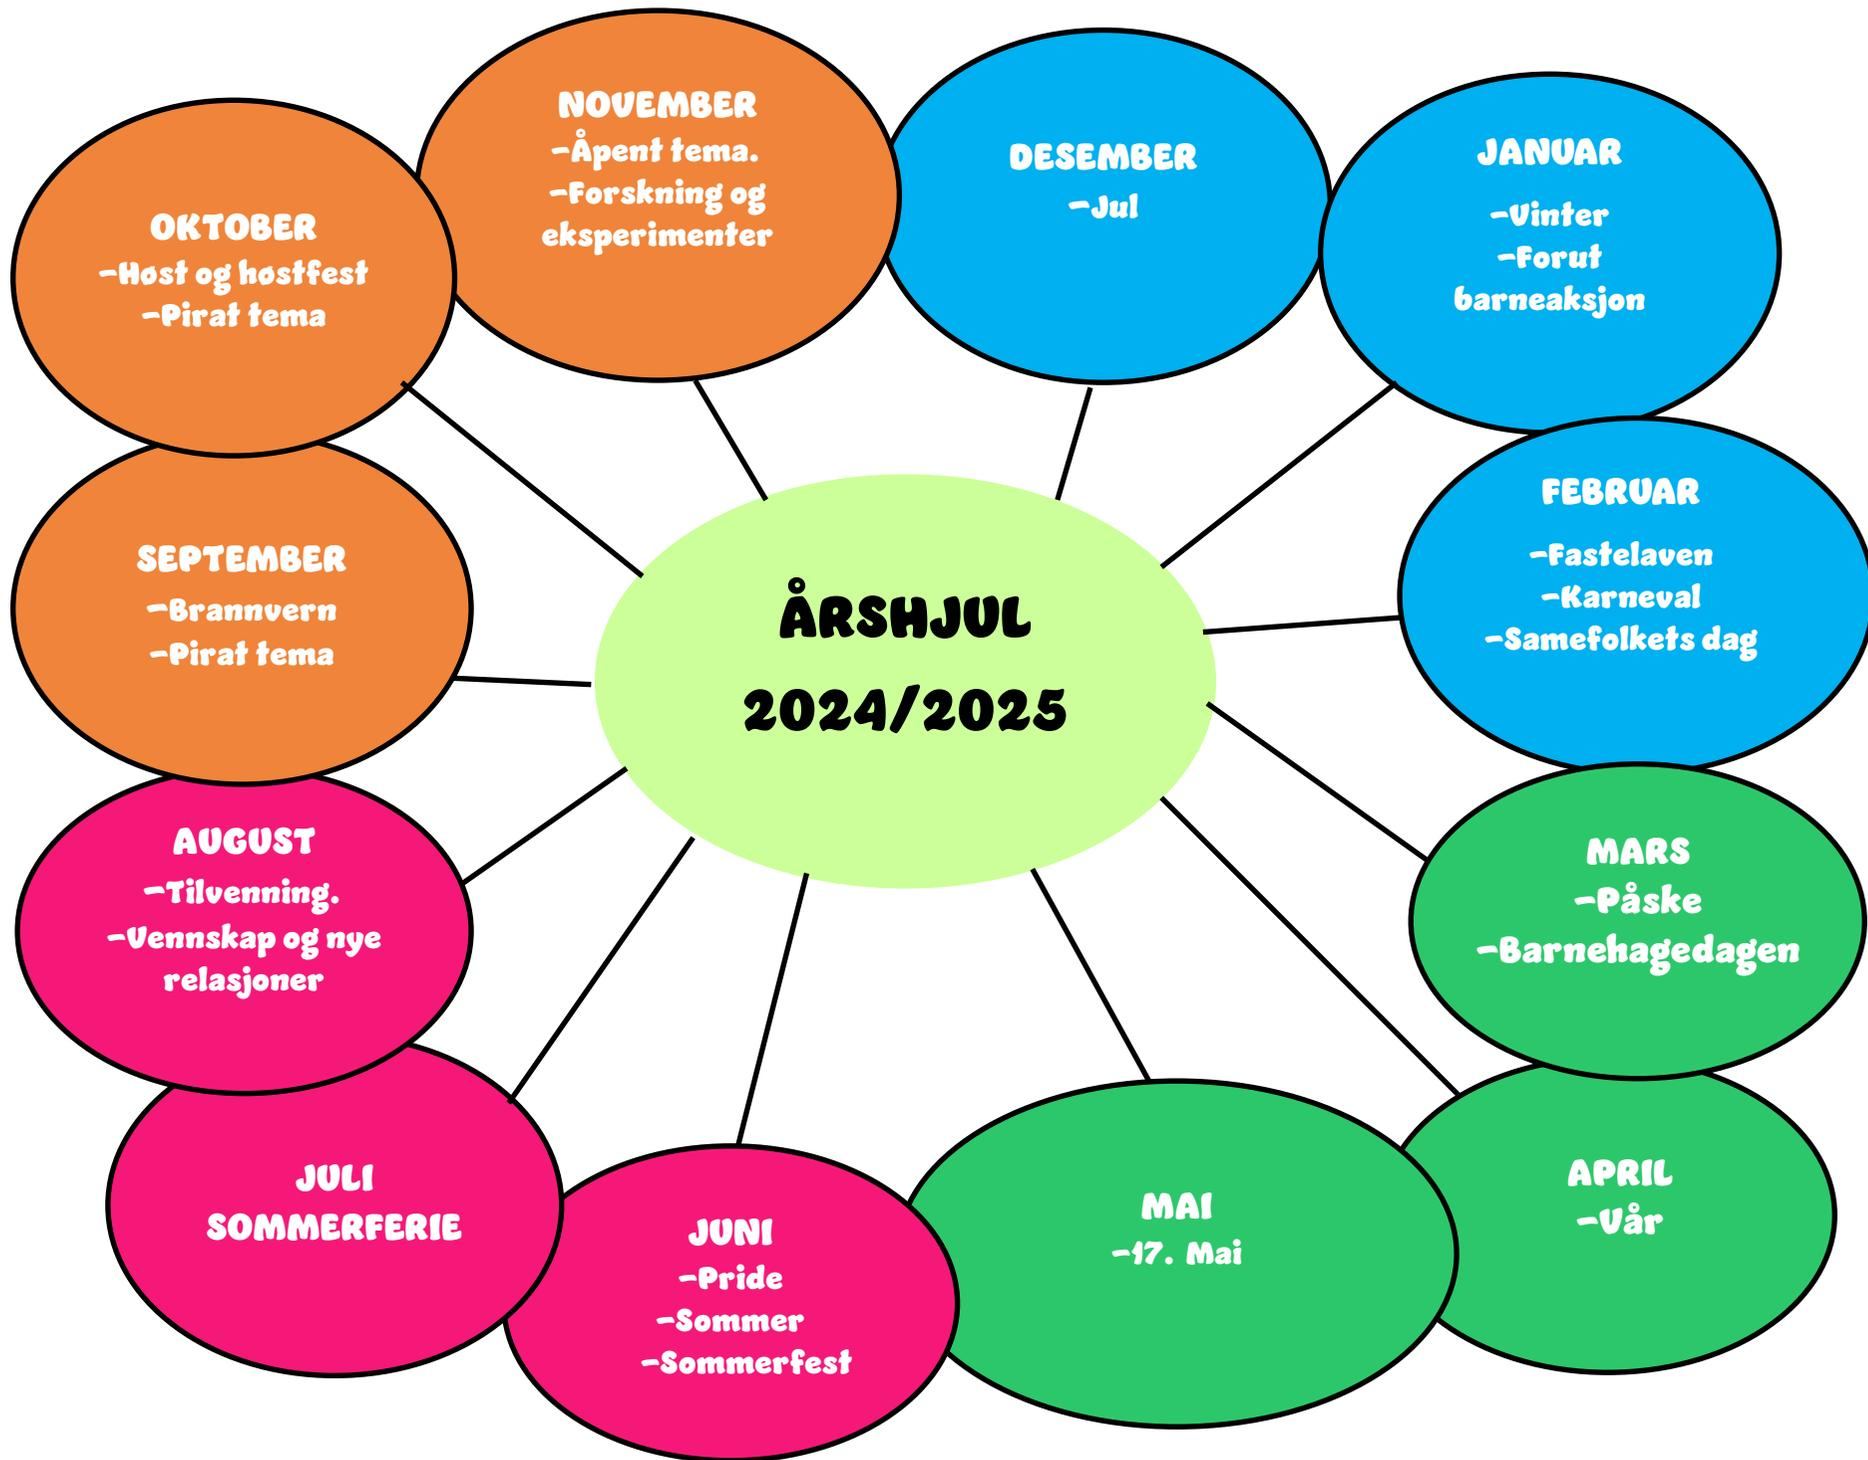 NOVEMBER
-Åpent tema.
-Forskning og
eksperimenter
DESEMBER
-Jul
JANUAR
-Vinter
-Forut
barneaksjon
OKTOBER
-Høst og høstfest
-Pirat tema
FEBRUAR
-Fastelaven
-Karneval
-Samefolkets dag
SEPTEMBER
-Brannvern
-Pirat tema
ÅRSHJUL
2024/2025
AUGUST
-Tilvenning.
-Vennskap og nye
relasjoner
MARS
-Påske
-Barnehagedagen
JULI
SOMMERFERIE
JUNI
-Pride
-Sommer
-Sommerfest
MAI
-17. Mai
APRIL
-Vår